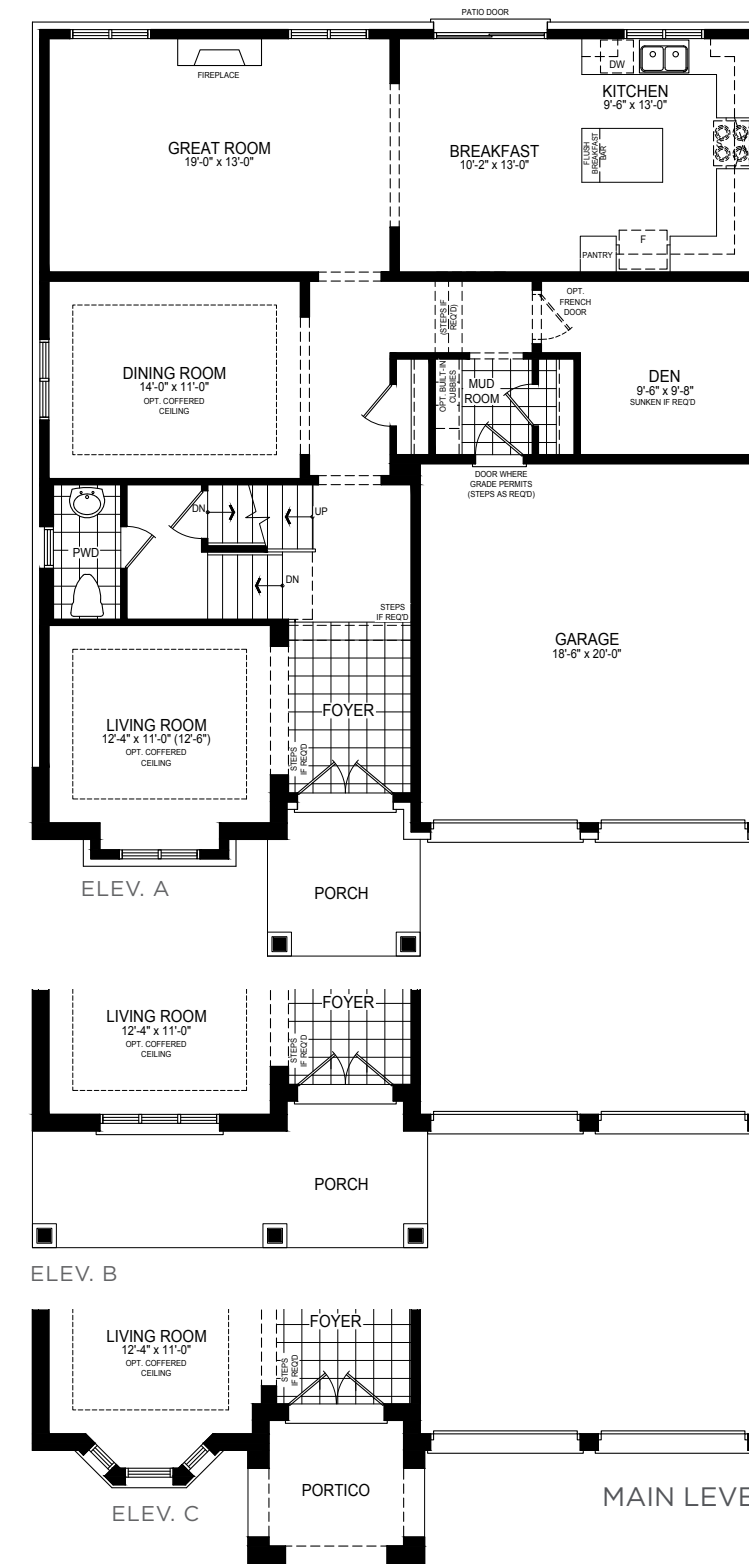 PATIO DOOR
FIREPLACE
DW
KITCHEN
9'-6" x 13'-0"
GREAT ROOM
19'-0" x 13'-0"
BREAKFAST
10'-2" x 13'-0"
FLUSH
BREAKFAST
BAR
F
PANTRY
(STEPS IF
REQ'D)
OPT.
FRENCH
DOOR
DINING ROOM
14'-0" x 11'-0"
OPT. COFFERED
CEILING
OPT. BUILT-IN
CUBBIES
MUD
ROOM
DEN
9'-6" x 9'-8"
SUNKEN IF REQ'D
DOOR WHERE
GRADE PERMITS
(STEPS AS REQ'D)
DN
UP
PWD
DN
STEPS
IF REQ'D
GARAGE
18'-6" x 20'-0"
LIVING ROOM
12'-4" x 11'-0" (12'-6")
OPT. COFFERED
CEILING
FOYER
STEPS
IF REQ'D
ELEV. A
PORCH
LIVING ROOM
12'-4" x 11'-0"
OPT. COFFERED
CEILING
FOYER
STEPS
IF REQ'D
PORCH
ELEV. B
LIVING ROOM
12'-4" x 11'-0"
OPT. COFFERED
CEILING
FOYER
STEPS
IF REQ'D
PORTICO
MAIN LEVE
ELEV. C